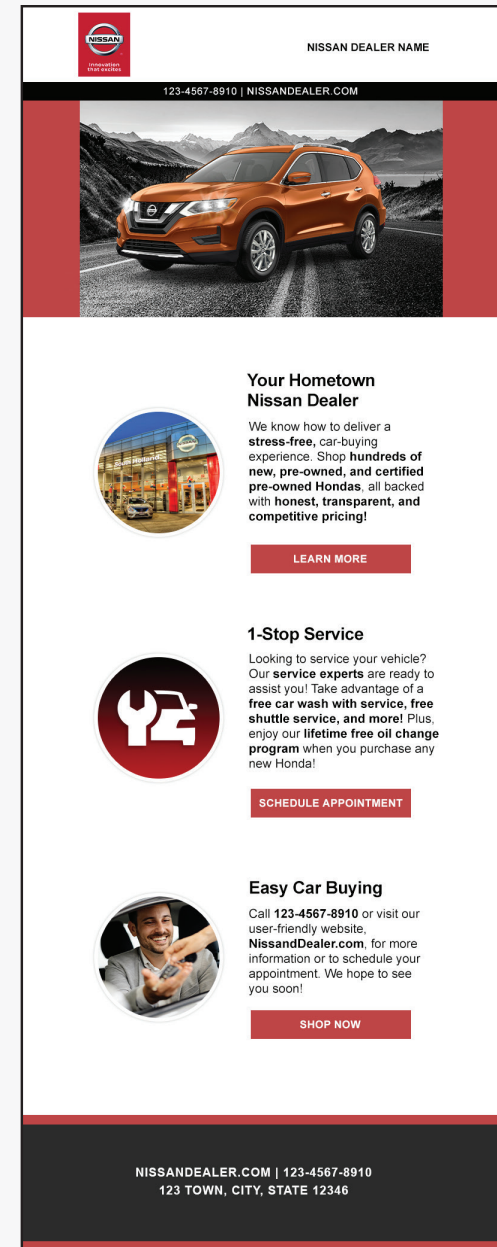 NISSAN
Innovation
that excites
NISSAN DEALER NAME
123-4567-8910 | NISSANDEALER.COM
Your Hometown
Nissan Dealer
We know how to deliver a
stress-free, car-buying
experience. Shop hundreds of
new, pre-owned, and certified
pre-owned Hondas, all backed
with honest, transparent, and
competitive pricing!
LEARN MORE
1-Stop Service
Looking to service your vehicle?
Our service experts are ready to
assist you! Take advantage of a
free car wash with service, free
shuttle service, and more! Plus,
enjoy our lifetime free oil change
program when you purchase any
new Honda!
SCHEDULE APPOINTMENT
Easy Car Buying
Call 123-4567-8910 or visit our
user-friendly website,
NissandDealer.com, for more
information or to schedule your
appointment. We hope to see
you soon!
SHOP NOW
NISSANDEALER.COM | 123-4567-8910
123 TOWN, CITY, STATE 12346